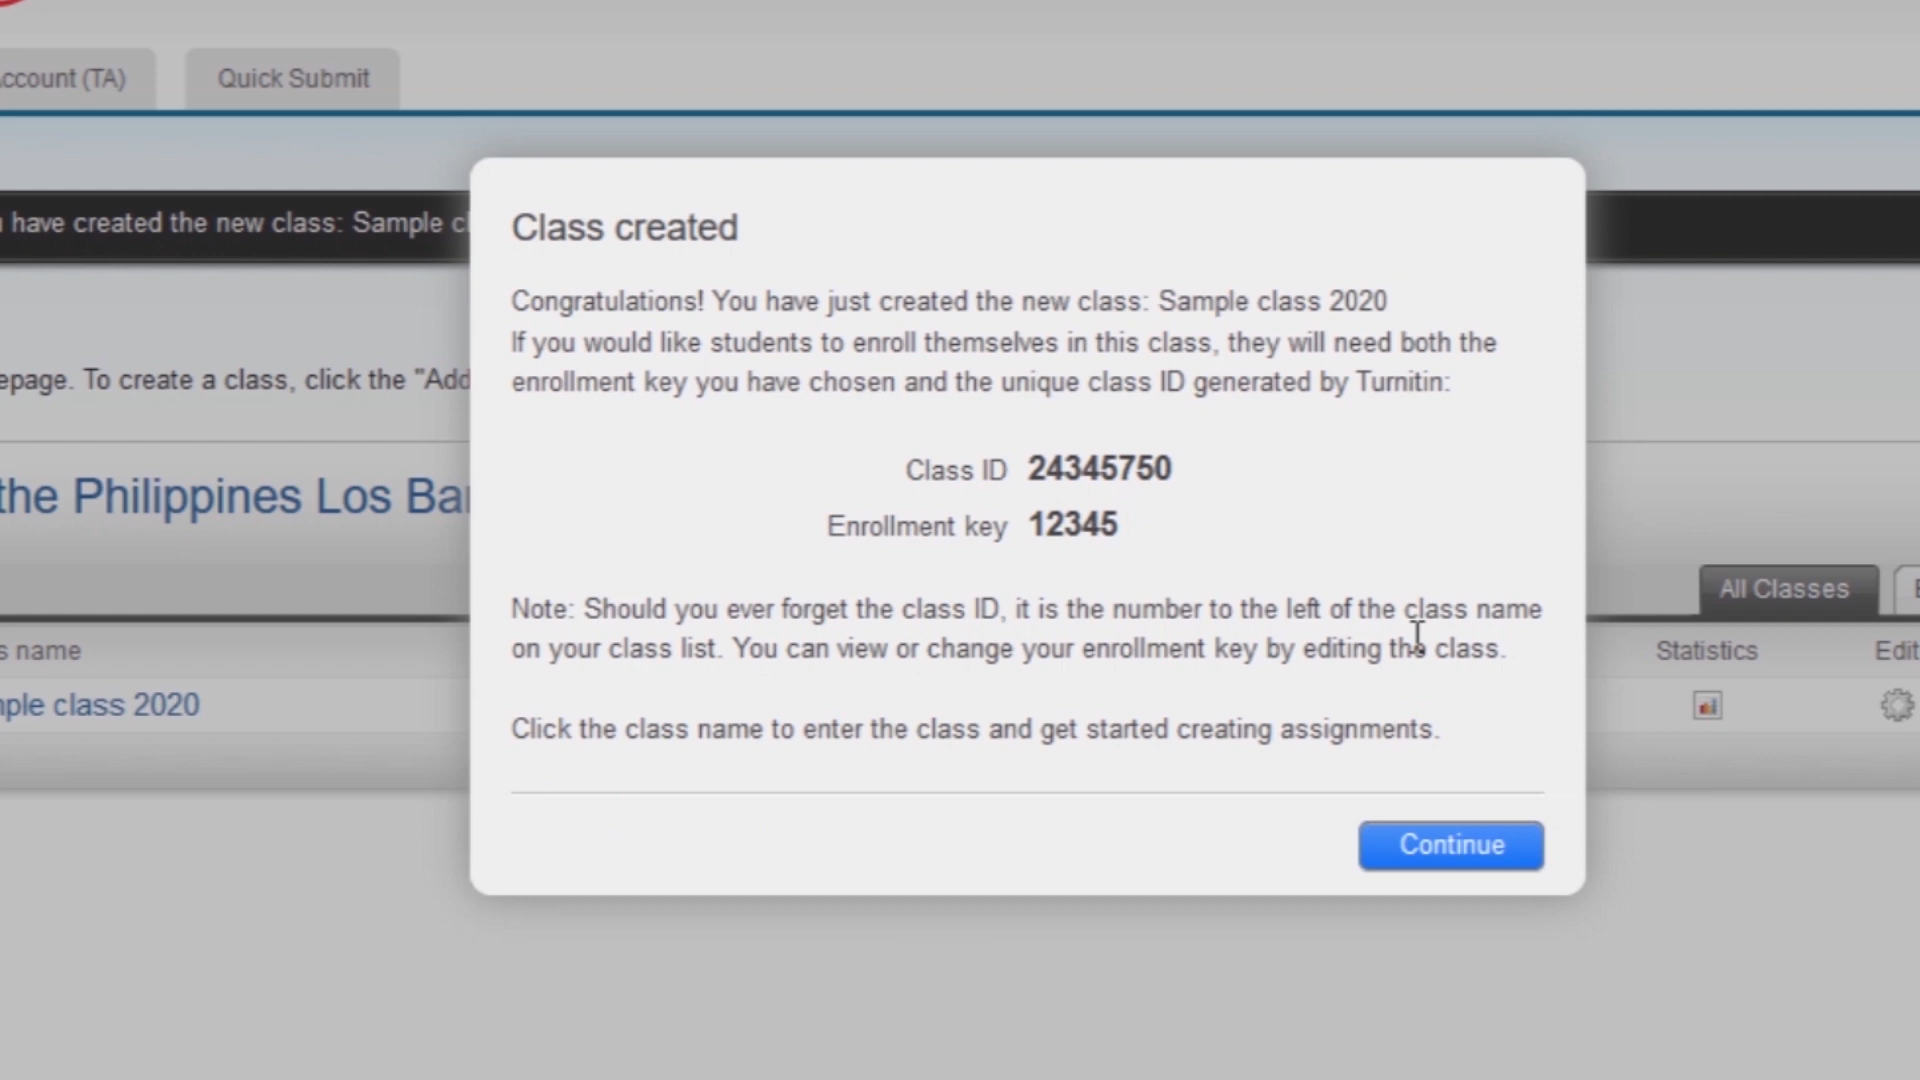 (TA)
Quick Submit
have created the new class: Sample
Class created
Congratulations! You have just created the new class: Sample class 2020
If you would like students to enroll themselves in this class, they will need both the
enrollment key you have chosen and the unique class ID generated by Turnitin:
To create a class, click the "Add
Class ID 24345750
the Philippines Los
Enrollment key 12345
All Classes
Note: Should you ever forget the class ID, it is the number to the left of the class name
on your class list. You can view or change your enrollment key by editing the class.
name
Statistics
Edit
class 2020
Click the class name to enter the class and get started creating assignments.
Continue